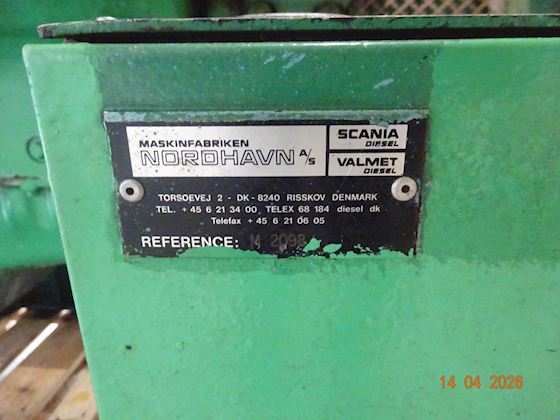 MASKINFABRIKEN
NORDHAVN A/S
SCANIA
DIESEL
VALMET
DIESEL
TORSOEVEJ 2 - DK - 8240 RISSKOV DENMARK
TEL. + 45 6 21 34 00 TELEX 68 184 diesel dk
Telefax + 45 6 21 06 05
REFERENCE: M 2098
14 04 2026